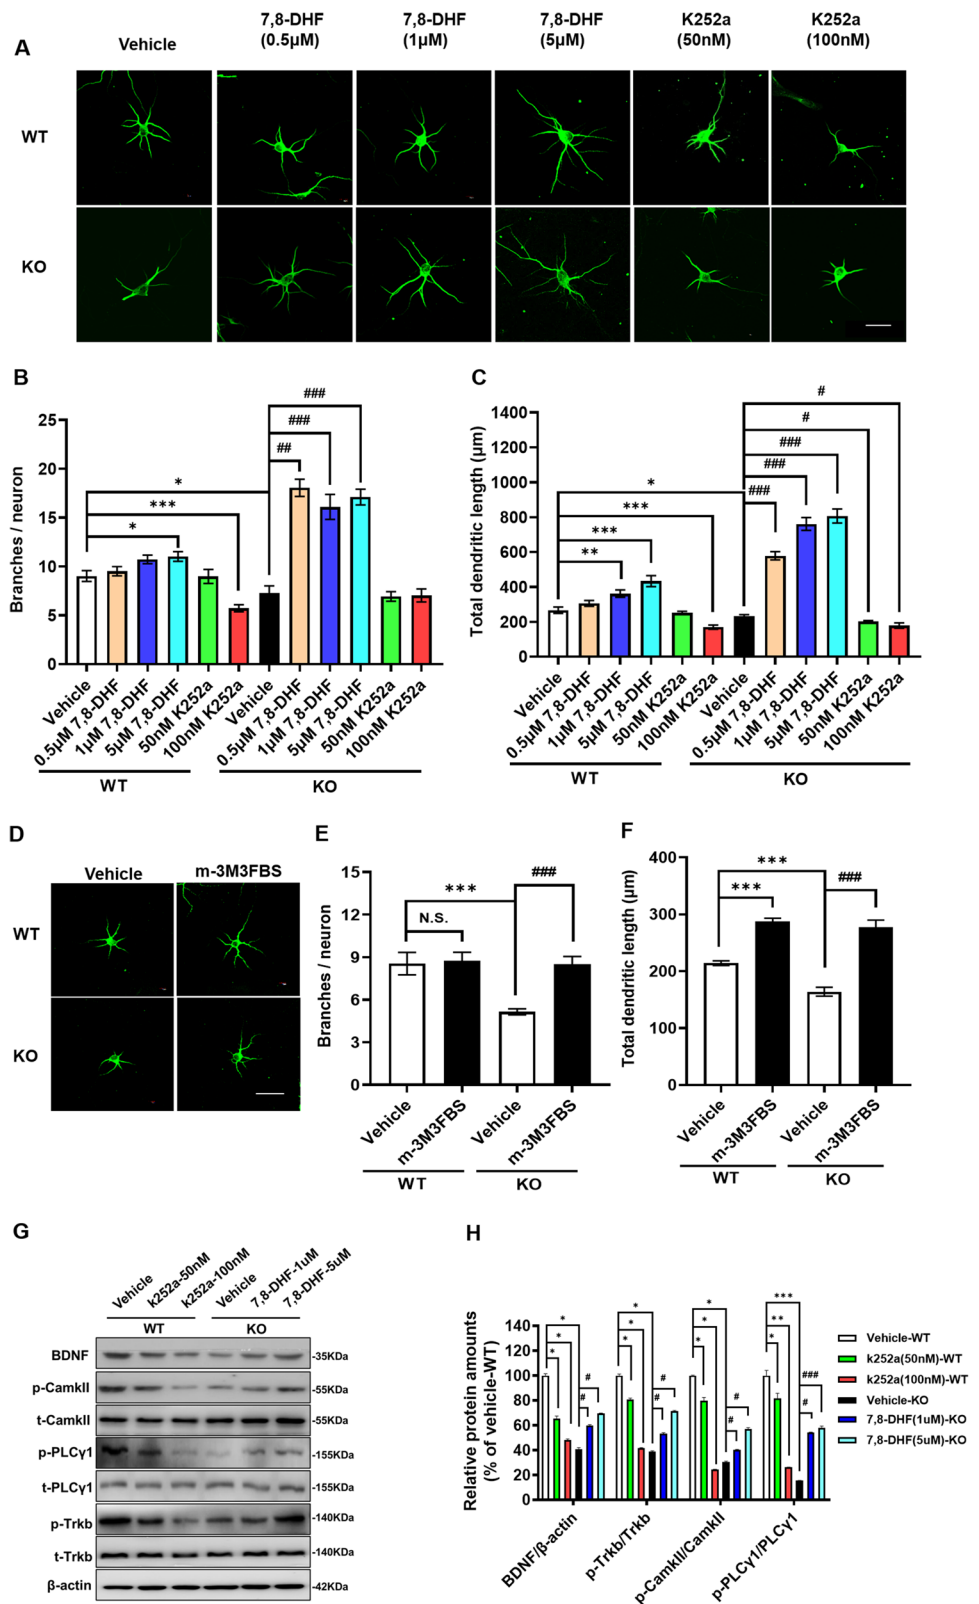 A
Vehicle
7,8-DHF
(0.5μM)
7,8-DHF
(1μM)
7,8-DHF
(5μM)
K252a
(50nM)
K252a
(100nM)
WT
KO
B
Branches / neuron
25
20
15
10
5
0
*
***
*
##
###
###
Vehicle
0.5μM 7,8-DHF
1μM 7,8-DHF
5μM 7,8-DHF
50nM K252a
100nM K252a
Vehicle
0.5μM 7,8-DHF
1μM 7,8-DHF
5μM 7,8-DHF
50nM K252a
100nM K252a
WT
KO
C
Total dendritic length (μm)
1400
1200
1000
800
600
400
200
0
*
***
***
**
#
#
###
###
###
Vehicle
0.5μM 7,8-DHF
1μM 7,8-DHF
5μM 7,8-DHF
50nM K252a
100nM K252a
Vehicle
0.5μM 7,8-DHF
1μM 7,8-DHF
5μM 7,8-DHF
50nM K252a
100nM K252a
WT
KO
D
Vehicle
m-3M3FBS
WT
KO
E
Branches / neuron
15
12
9
6
3
0
***
N.S.
###
Vehicle
m-3M3FBS
Vehicle
m-3M3FBS
WT
KO
F
Total dendritic length (μm)
400
300
200
100
0
***
***
###
Vehicle
m-3M3FBS
Vehicle
m-3M3FBS
WT
KO
G
Vehicle
k252a-50nM
k252a-100nM
Vehicle
7,8-DHF-1uM
7,8-DHF-5uM
WT
KO
BDNF
-35KDa
p-CamkII
-55KDa
t-CamkII
-55KDa
p-PLCγ1
-155KDa
t-PLCγ1
-155KDa
p-Trkb
-140KDa
t-Trkb
-140KDa
β-actin
-42KDa
H
Relative protein amounts
(% of vehicle-WT)
140
120
100
80
60
40
20
0
*
*
*
#
#
*
*
*
#
#
*
*
*
#
#
***
**
*
###
#
BDNF/β-actin
p-Trkb/Trkb
p-CamkII/CamkII
p-PLCγ1/PLCγ1
Vehicle-WT
k252a(50nM)-WT
k252a(100nM)-WT
Vehicle-KO
7,8-DHF(1uM)-KO
7,8-DHF(5uM)-KO